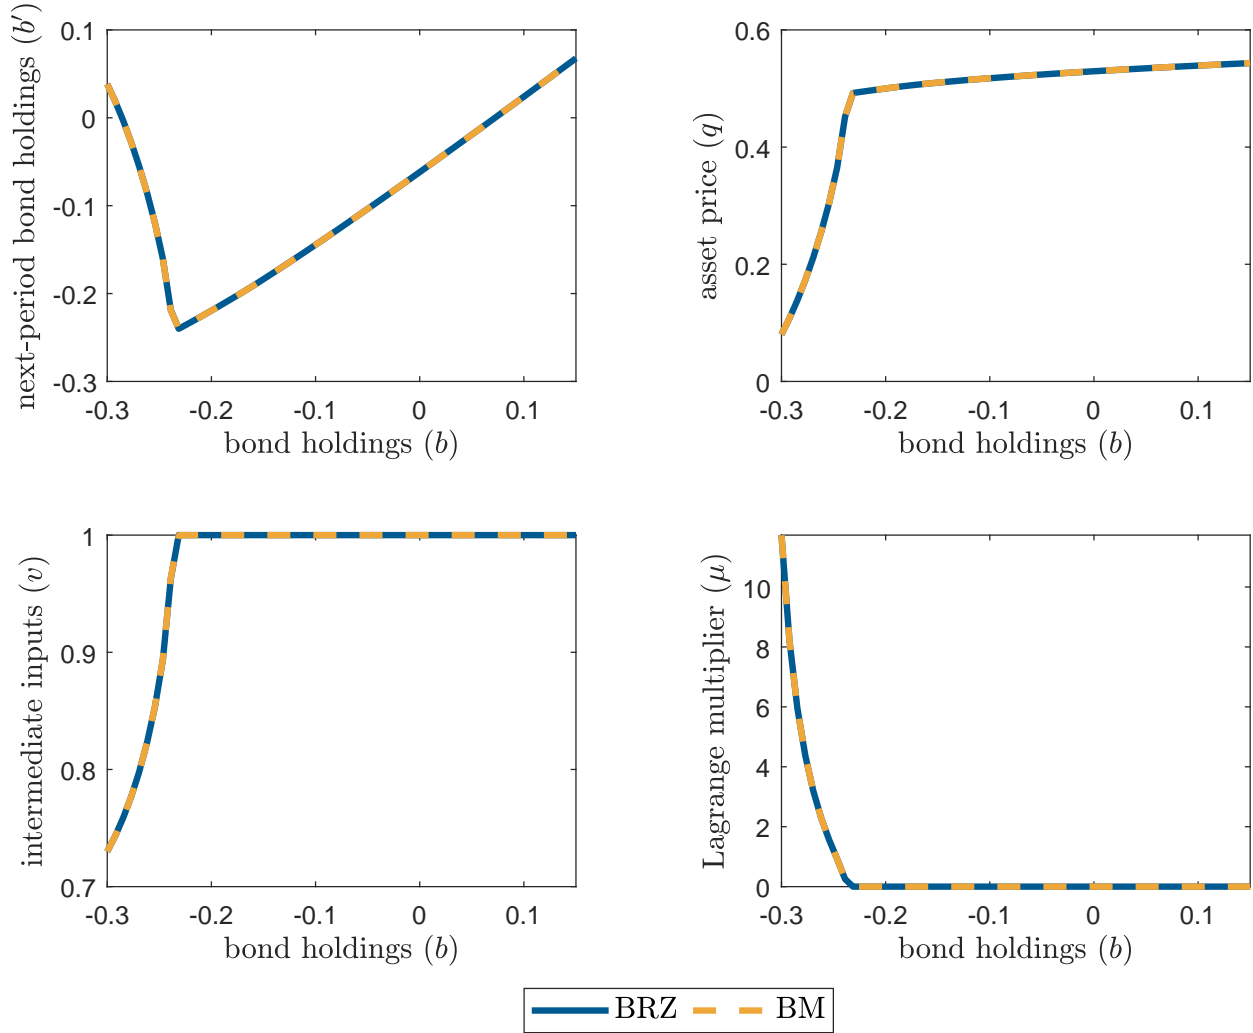 next-period bond holdings (b′)
0.1
0
-0.1
-0.2
-0.3
-0.3 -0.2 -0.1 0 0.1
bond holdings (b)
asset price (q)
0.6
0.4
0.2
0
-0.3 -0.2 -0.1 0 0.1
bond holdings (b)
intermediate inputs (v)
1
0.9
0.8
0.7
-0.3 -0.2 -0.1 0 0.1
bond holdings (b)
Lagrange multiplier (μ)
10
8
6
4
2
0
-0.3 -0.2 -0.1 0 0.1
bond holdings (b)
BRZ BM